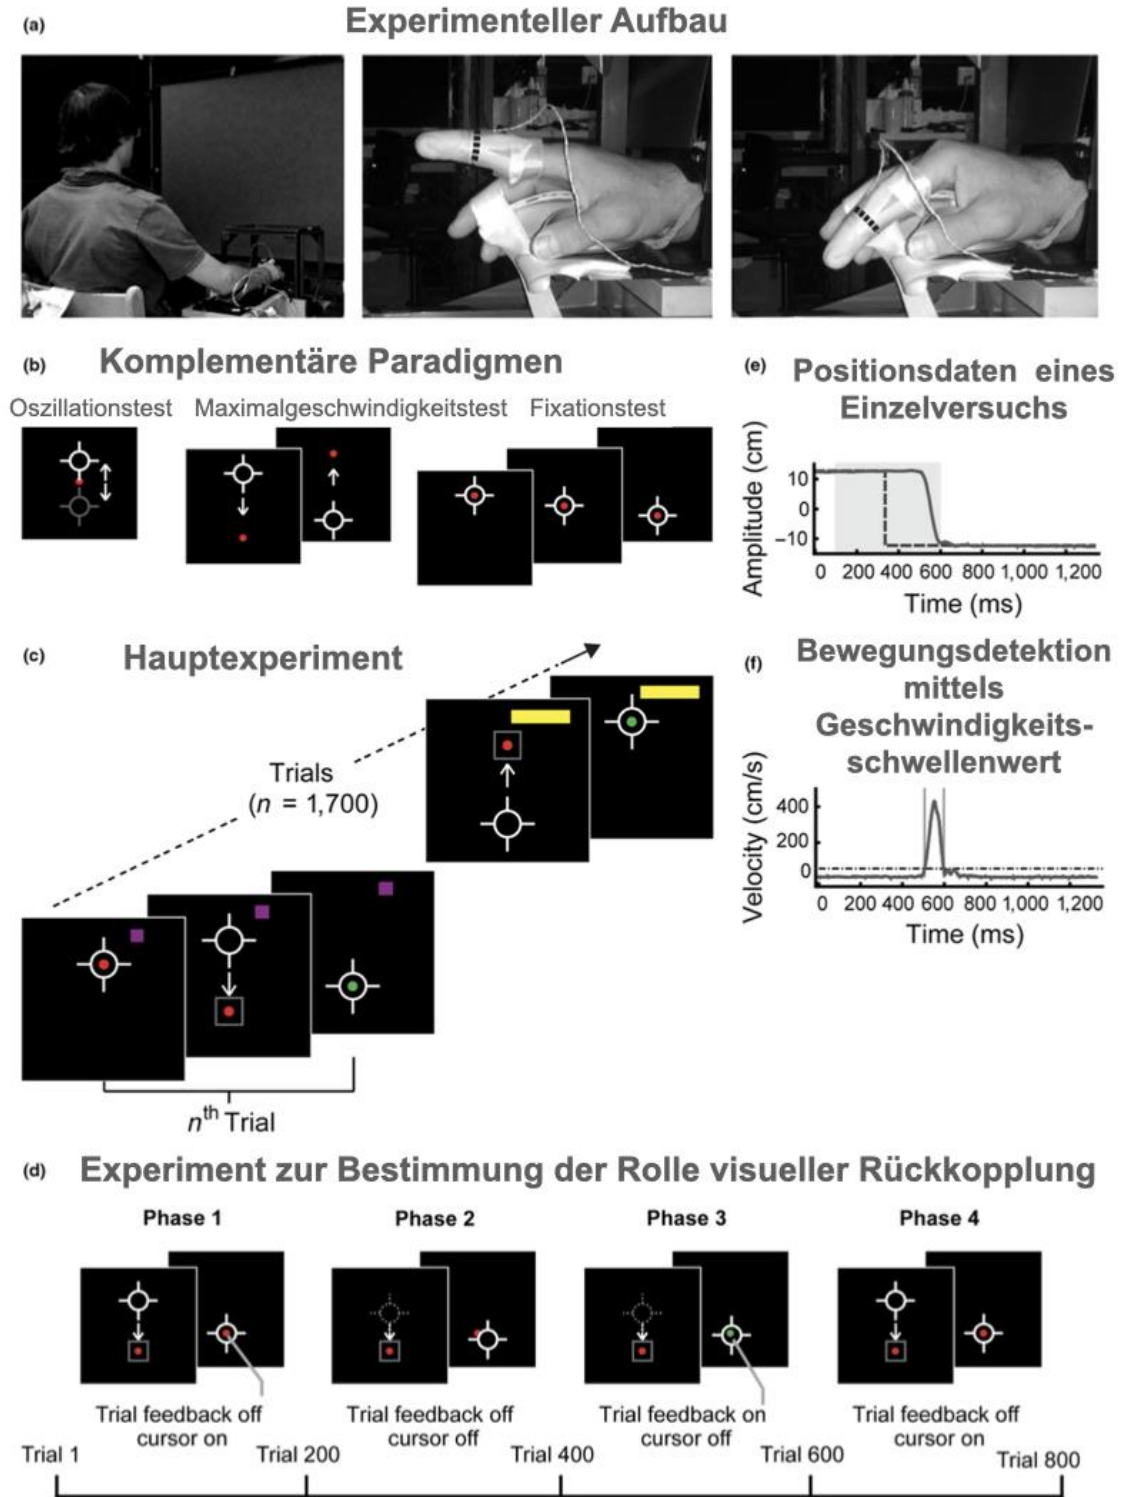 (a)
Experimenteller Aufbau
(b)
Komplementäre Paradigmen
Oszillationstest
Maximalgeschwindigkeitstest
Fixationstest
(e)
Positionsdaten eines
Einzelversuchs
Amplitude (cm)
10
0
–10
0 200 400 600 800 1,000 1,200
Time (ms)
(c)
Hauptexperiment
Trials
(n = 1,700)
nth Trial
(f)
Bewegungsdetektion
mittels
Geschwindigkeits-
schwellenwert
Velocity (cm/s)
400
200
0
0 200 400 600 800 1,000 1,200
Time (ms)
(d)
Experiment zur Bestimmung der Rolle visueller Rückkopplung
Phase 1
Phase 2
Phase 3
Phase 4
Trial feedback off
cursor on
Trial feedback off
cursor off
Trial feedback on
cursor off
Trial feedback off
cursor on
Trial 1
Trial 200
Trial 400
Trial 600
Trial 800